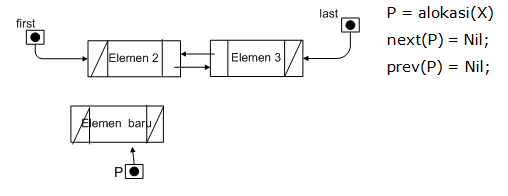 first
last
P = alokasi(X)
next(P) = Nil;
prev(P) = Nil;
Elemen 2
Elemen 3
Elemen baru
P